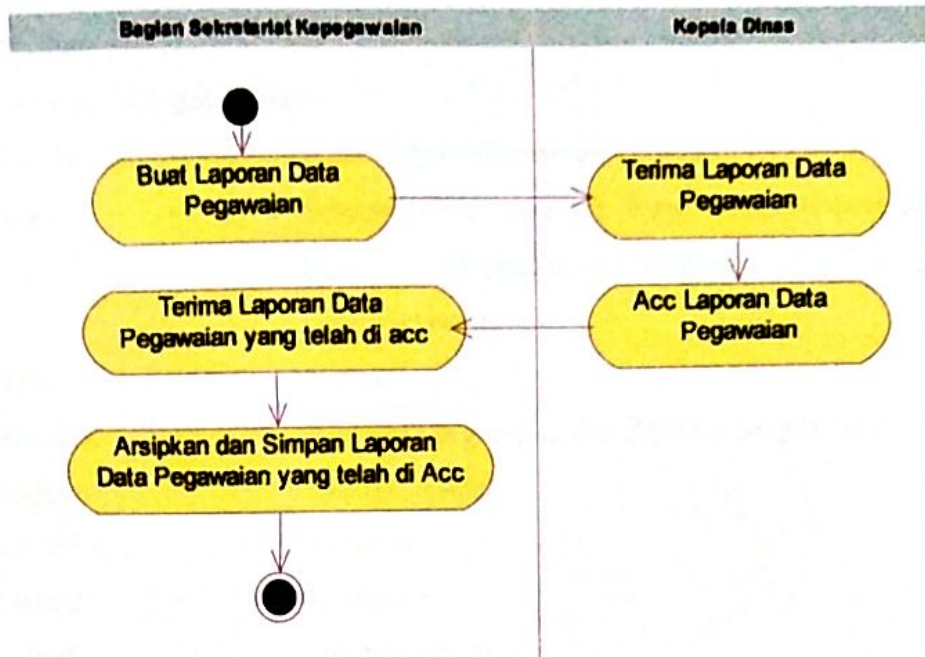 Bagian Sekretariat Kepegawaian
Kepala Dinas
Buat Laporan Data
Pegawaian
Terima Laporan Data
Pegawaian
Terima Laporan Data
Pegawaian yang telah di acc
Acc Laporan Data
Pegawaian
Arsipkan dan Simpan Laporan
Data Pegawaian yang telah di Acc